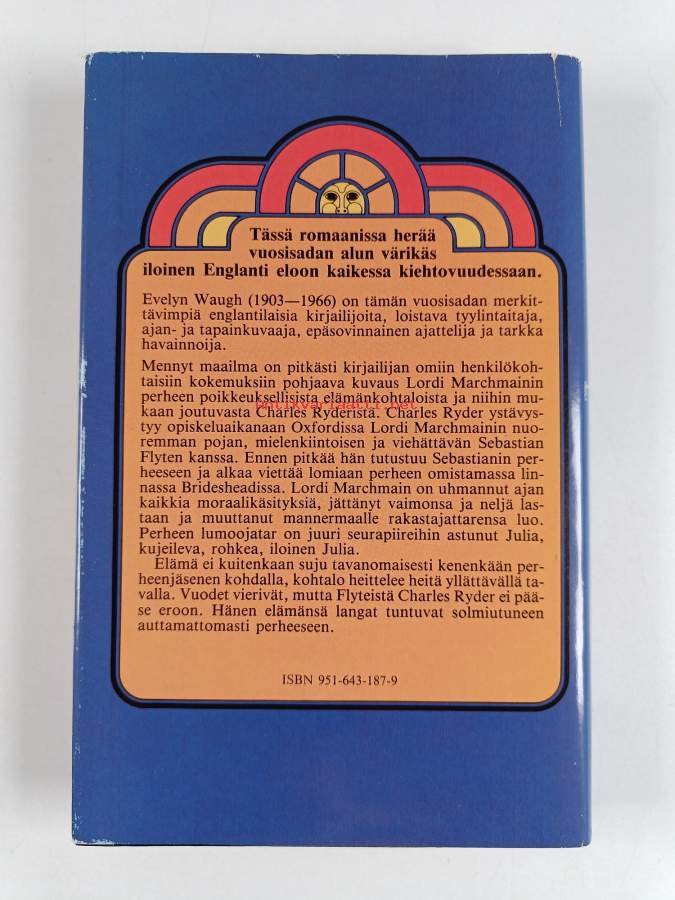 Tässä romaanissa herää
vuosisadan alun värikäs
iloinen Englanti eloon kaikessa kiehtovuudessaan.
Evelyn Waugh (1903—1966) on tämän vuosisadan merkit-
tävimpiä englantilaisia kirjailijoita, loistava tyylintaitaja,
ajan- ja tapainkuvaaja, epäsovinnainen ajattelija ja tarkka
havainnoija.
Mennyt maailma on pitkästi kirjailijan omiin henkilökoh-
taisiin kokemuksiin pohjaava kuvaus Lordi Marchmainin
perheen poikkeuksellisista elämänkohtaloista ja niihin mu-
kaan joutuvasta Charles Ryderistä. Charles Ryder ystävys-
antikvariaatti.net
tyy opiskeluaikanaan Oxfordissa Lordi Marchmainin nuo-
remman pojan, mielenkiintoisen ja viehättävän Sebastian
Flyten kanssa. Ennen pitkää hän tutustuu Sebastianin per-
heeseen ja alkaa viettää lomiaan perheen omistamassa lin-
nassa Bridesheadissa. Lordi Marchmain on uhmannut ajan
kaikkia moraalikäsityksiä, jättänyt vaimonsa ja neljä las-
taan ja muuttanut mannermaalle rakastajattarensa luo.
Perheen lumoojatar on juuri seurapiireihin astunut Julia,
kujeileva, rohkea, iloinen Julia.
Elämä ei kuitenkaan suju tavanomaisesti kenenkään per-
heenjäsenen kohdalla, kohtalo heittelee heitä yllättävällä ta-
valla. Vuodet vierivät, mutta Flyteistä Charles Ryder ei pää-
se eroon. Hänen elämänsä langat tuntuvat solmiutuneen
auttamattomasti perheeseen.
ISBN 951-643-187-9